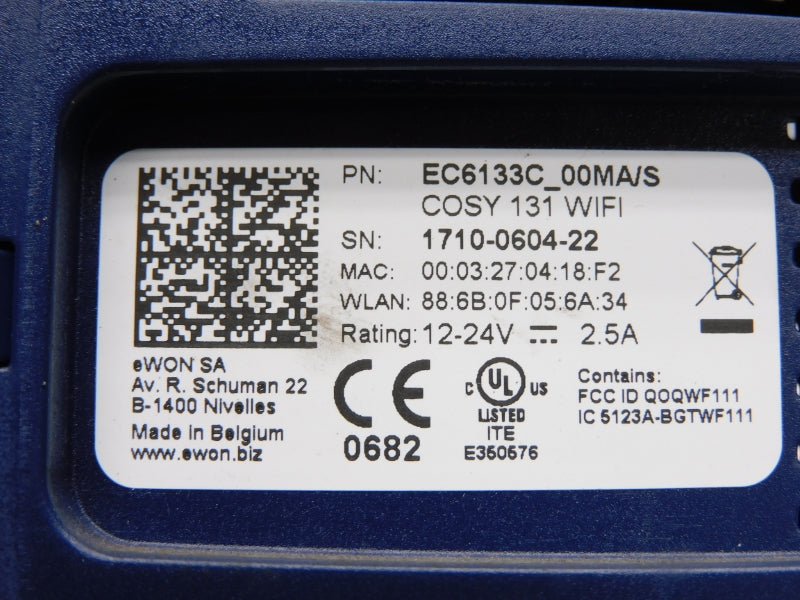 PN: EC6133C_00MA/S
COSY 131 WIFI
SN: 1710-0604-22
MAC: 00:03:27:04:18:F2
WLAN: 88:6B:0F:05:6A:34
Rating: 12-24V 2.5A
eWON SA
Av. R. Schuman 22
B-1400 Nivelles
Made in Belgium
www.ewon.biz
CE
0682
C UL US
LISTED
ITE
E350576
Contains:
FCC ID QOQWF111
IC 5123A-BGTWF111